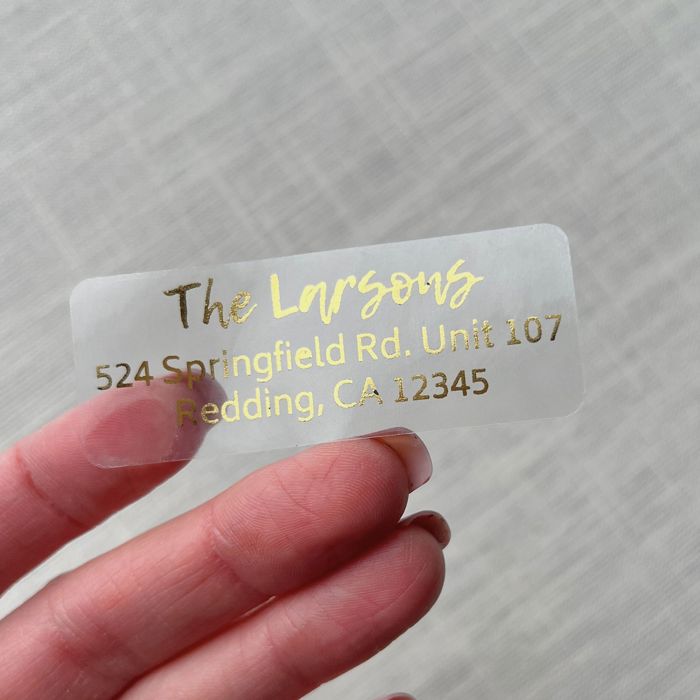 The Larsons
524 Springfield Rd. Unit 107
Redding, CA 12345